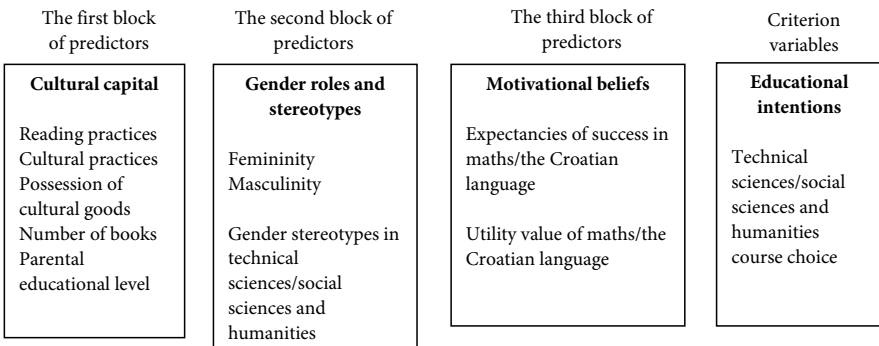 The first block
of predictors
Cultural capital
Reading practices
Cultural practices
Possession of
cultural goods
Number of books
Parental
educational level
The second block of
predictors
Gender roles and
stereotypes
Femininity
Masculinity
Gender stereotypes in
technical
sciences/social
sciences and
humanities
The third block of
predictors
Motivational beliefs
Expectancies of success in
maths/the Croatian
language
Utility value of maths/the
Croatian language
Criterion
variables
Educational
intentions
Technical
sciences/social
sciences and
humanities
course choice